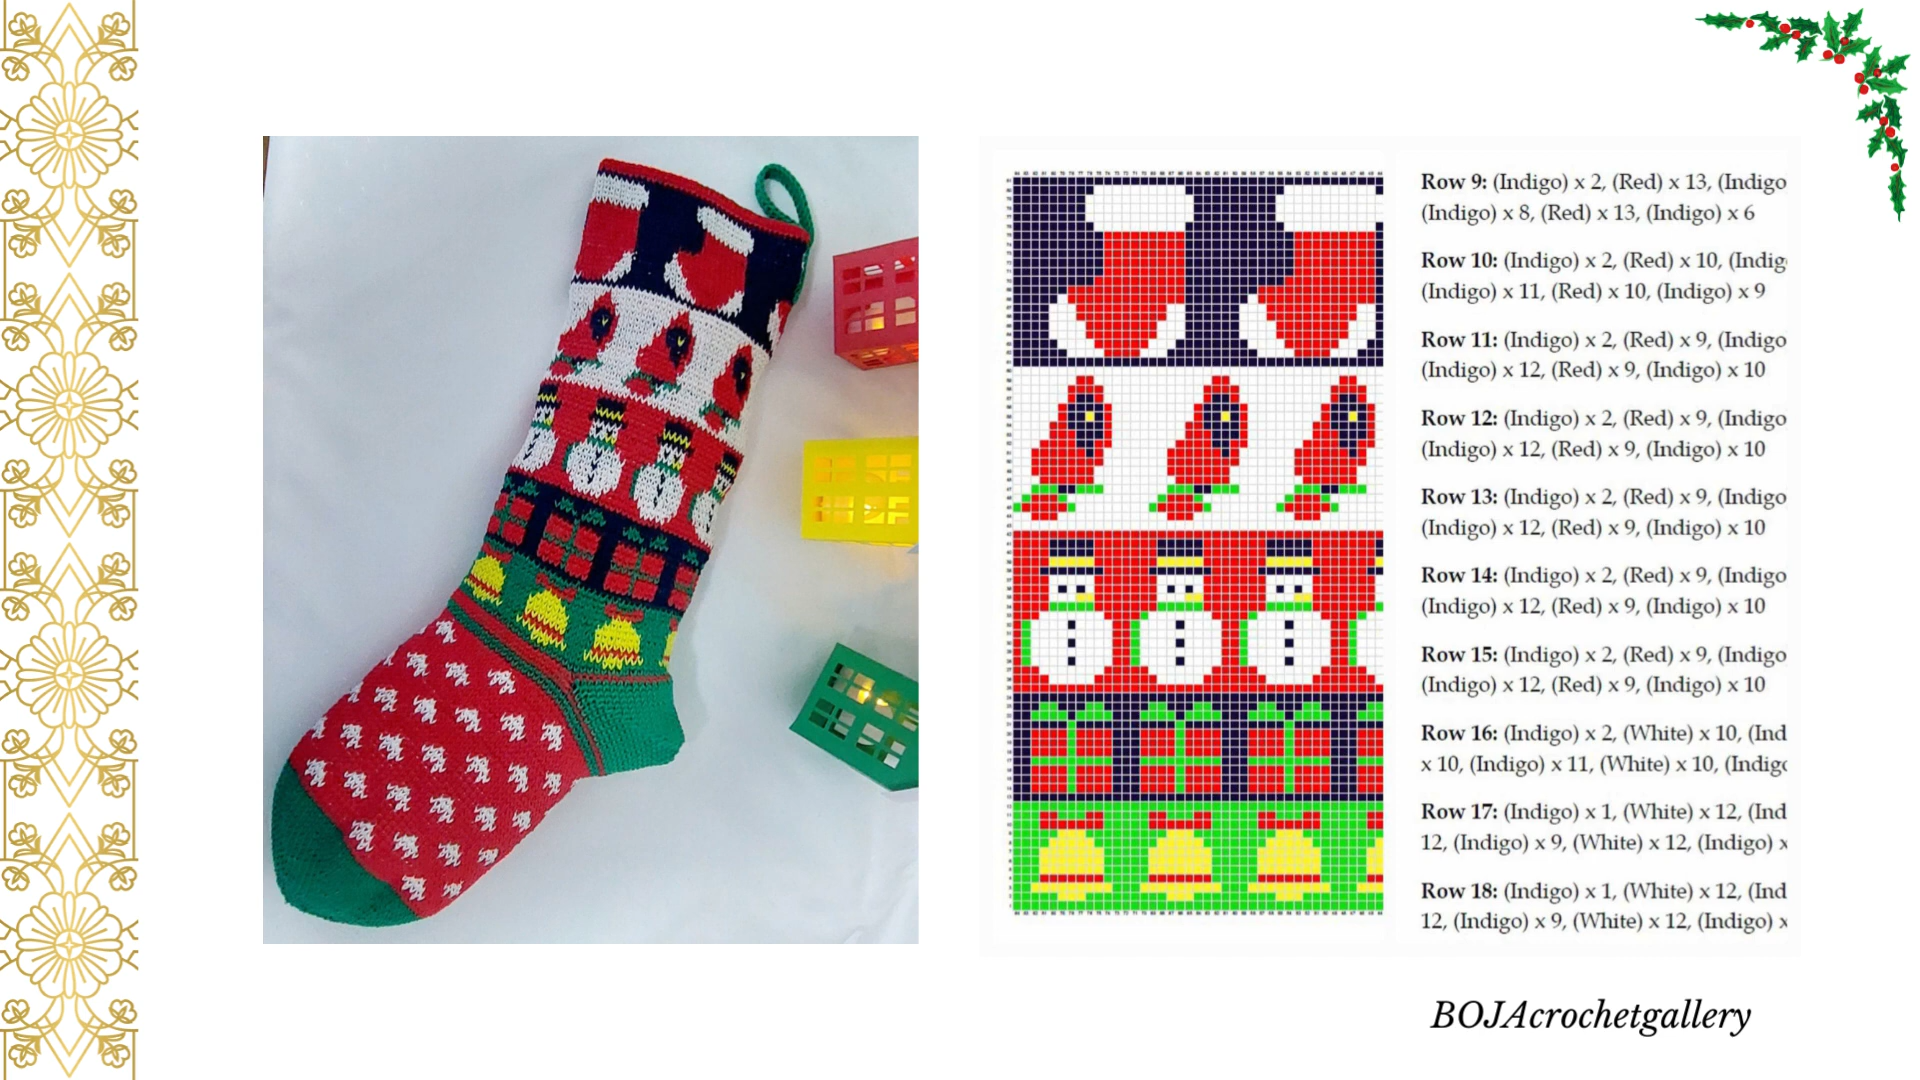 Row 9: (Indigo) x 2, (Red) x 13, (Indigo
(Indigo) x 8, (Red) x 13, (Indigo) x 6
Row 10: (Indigo) x 2, (Red) x 10, (Indig
(Indigo) x 11, (Red) x 10, (Indigo) x 9
Row 11: (Indigo) x 2, (Red) x 9, (Indigo
(Indigo) x 12, (Red) x 9, (Indigo) x 10
Row 12: (Indigo) x 2, (Red) x 9, (Indigo
(Indigo) x 12, (Red) x 9, (Indigo) x 10
Row 13: (Indigo) x 2, (Red) x 9, (Indigo
(Indigo) x 12, (Red) x 9, (Indigo) x 10
Row 14: (Indigo) x 2, (Red) x 9, (Indigo
(Indigo) x 12, (Red) x 9, (Indigo) x 10
Row 15: (Indigo) x 2, (Red) x 9, (Indigo
(Indigo) x 12, (Red) x 9, (Indigo) x 10
Row 16: (Indigo) x 2, (White) x 10, (Ind
x 10, (Indigo) x 11, (White) x 10, (Indig
Row 17: (Indigo) x 1, (White) x 12, (Ind
12, (Indigo) x 9, (White) x 12, (Indigo) x
Row 18: (Indigo) x 1, (White) x 12, (Ind
12, (Indigo) x 9, (White) x 12, (Indigo) x
BOJAcrochetgallery